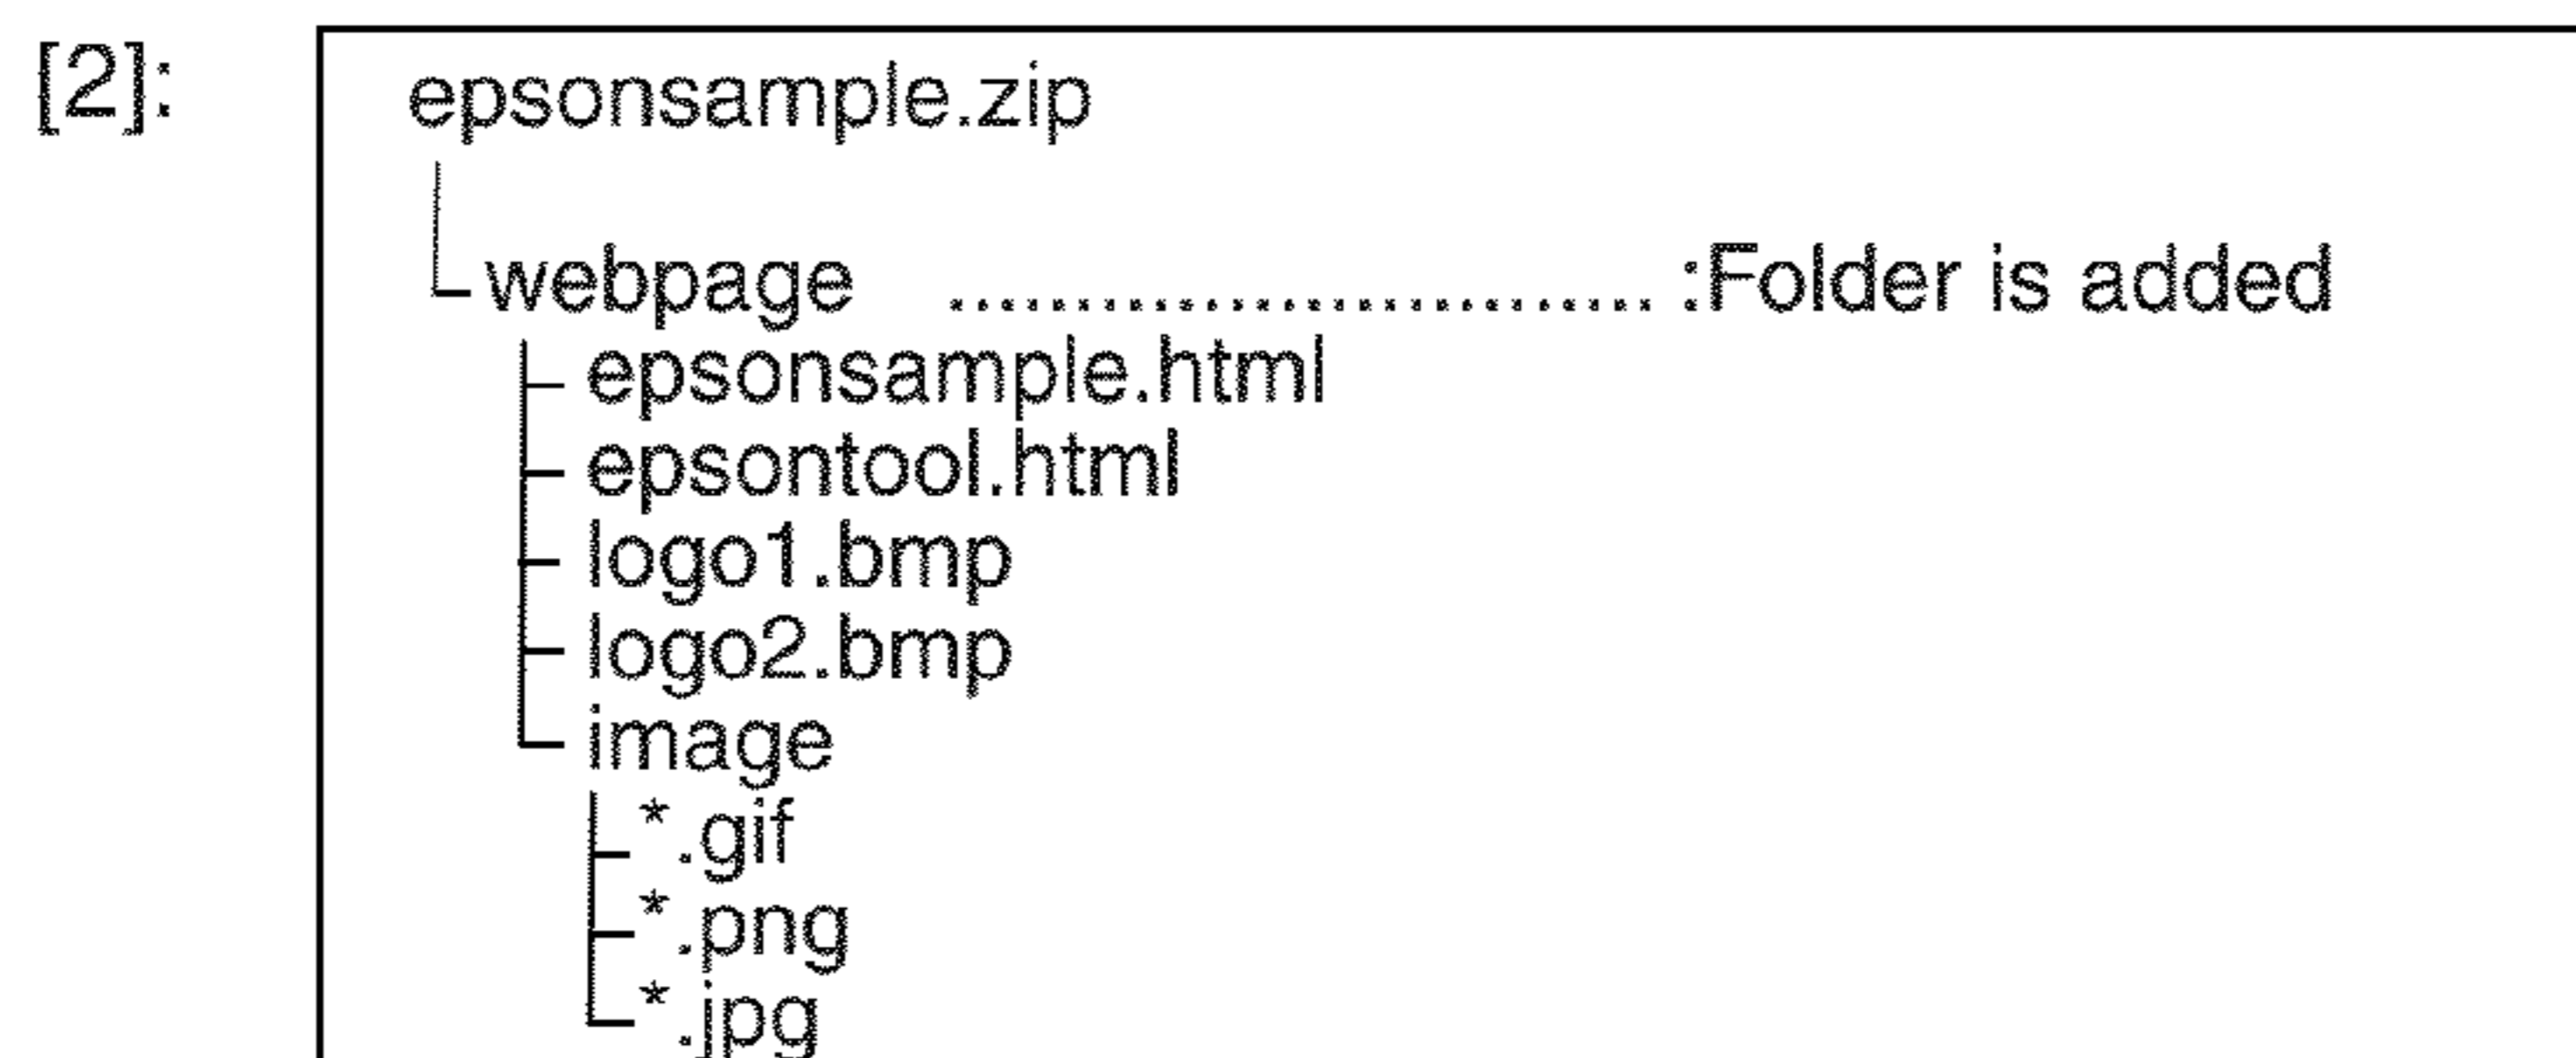 [2]: epsonsample.zip
webpage ............................ :Folder is added
epsonsample.html
epsontool.html
logo1.bmp
logo2.bmp
image
*.gif
*.png
*.jpg